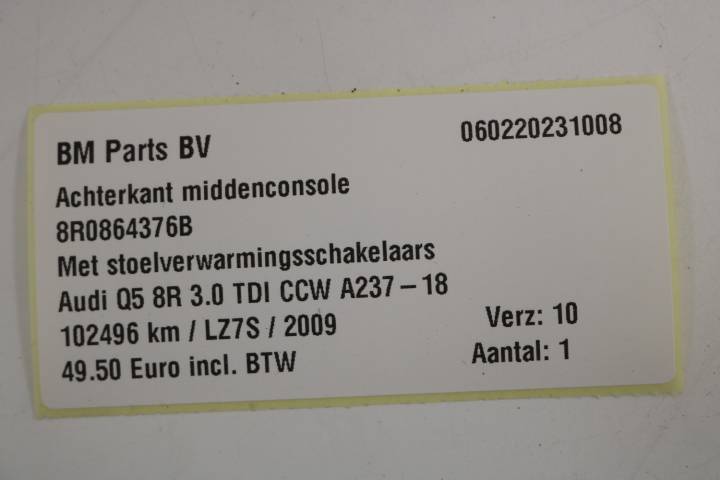 BM Parts BV
060220231008
Achterkant middenconsole
8R0864376B
Met stoelverwarmingsschakelaars
Audi Q5 8R 3.0 TDI CCW A237 – 18
102496 km / LZ7S / 2009
Verz: 10
49.50 Euro incl. BTW
Aantal: 1